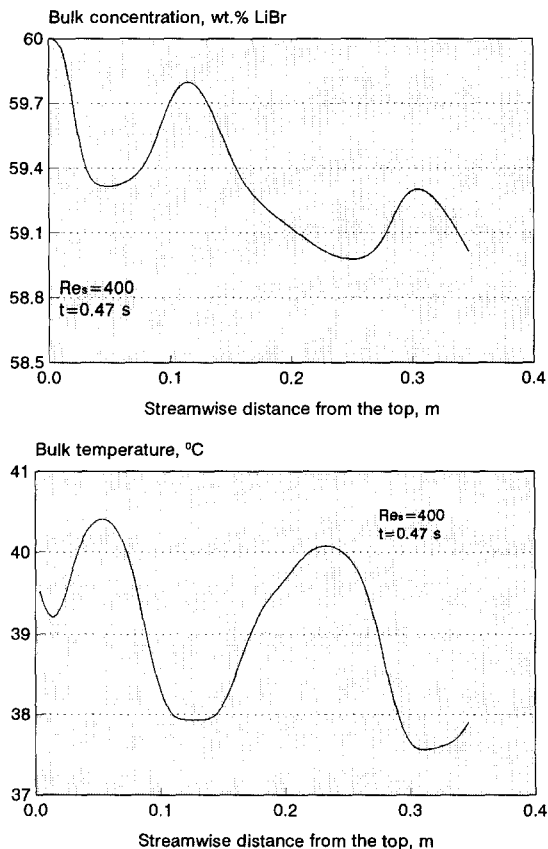 Bulk concentration, wt.% LiBr
60
59.7
59.4
59.1
58.8
58.5
Res=400
t=0.47 s
0.0 0.1 0.2 0.3 0.4
Streamwise distance from the top, m
Bulk temperature, ºC
41
40
39
38
37
Res=400
t=0.47 s
0.0 0.1 0.2 0.3 0.4
Streamwise distance from the top, m